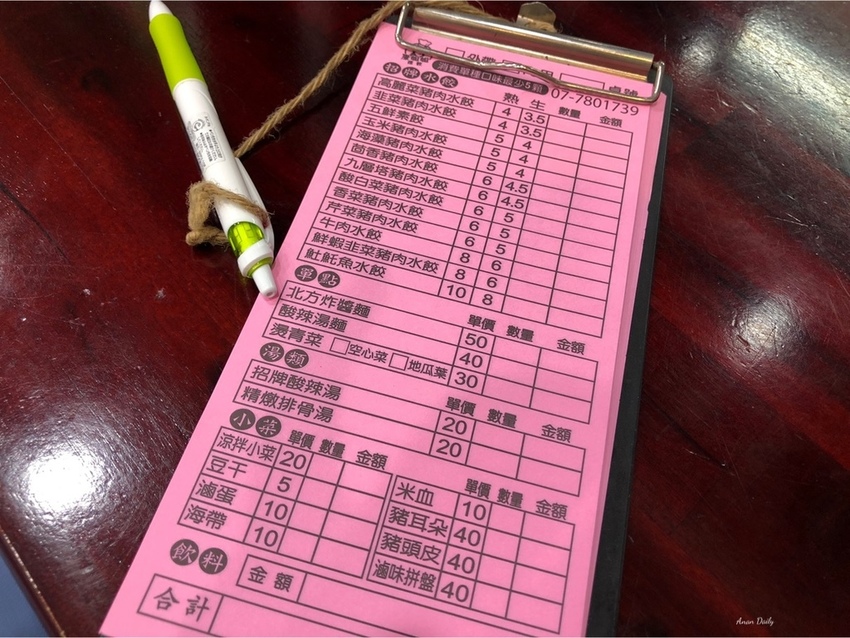 07-7801739
招牌水餃 消費單種口味最少5顆
熟 生 數量 金額
高麗菜豬肉水餃 4 3.5
韭菜豬肉水餃 4 3.5
五鮮素餃 5 4
玉米豬肉水餃 5 4
海藻豬肉水餃 5 4
茴香豬肉水餃 6 4.5
九層塔豬肉水餃 6 4.5
酸白菜豬肉水餃 6 5
香菜豬肉水餃 6 5
芹菜豬肉水餃 6 5
牛肉水餃 8 6
鮮蝦韭菜豬肉水餃 8 6
魠魚水餃 10 8
單點 單價 數量 金額
北方炸醬麵 50
酸辣湯麵 40
燙青菜 □空心菜 □地瓜葉 30
湯類 單價 數量 金額
招牌酸辣湯 20
精燉排骨湯 20
小菜 單價 數量 金額
涼拌小菜 20
豆干 5
滷蛋 10
海帶 10
單價 數量 金額
米血 10
豬耳朵 40
豬頭皮 40
滷味拼盤 40
飲料 金額
合計
Anan Daily